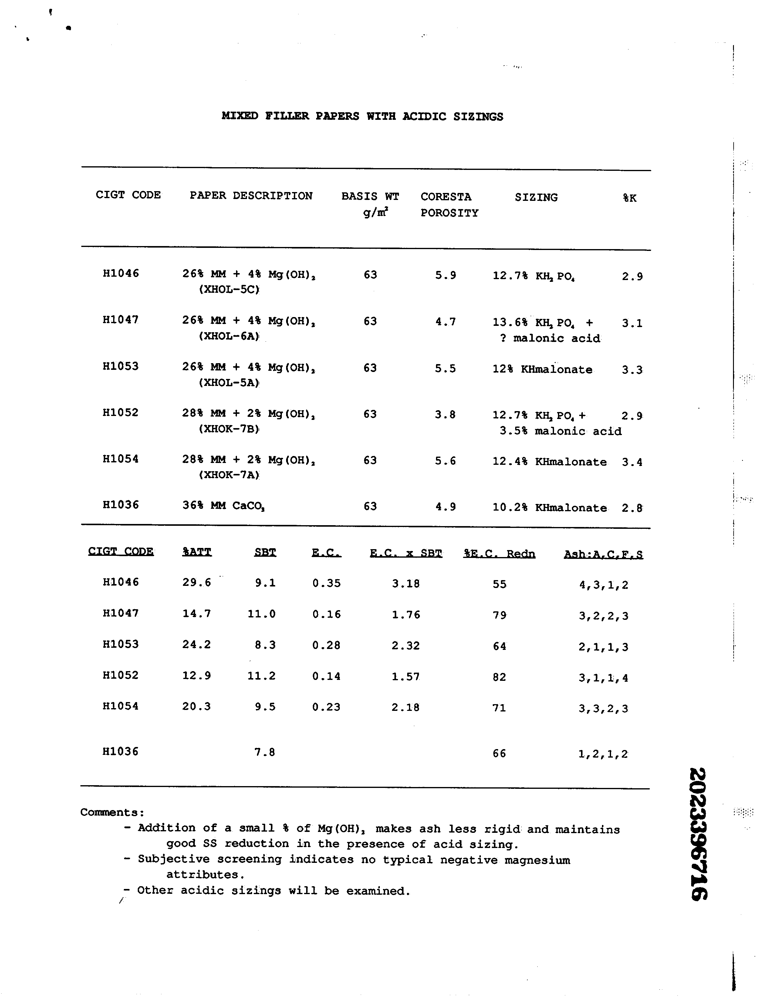 MIXED FILLER PAPERS WITH ACIDIC SIZINGS
CIGT CODE PAPER DESCRIPTION BASIS WT CORESTA SIZING %K
g/m² POROSITY
H1046 26% MM + 4% Mg(OH)₂ 63 5.9 12.7% KH₂PO₄ 2.9
(XHOL-5C)
H1047 26% MM + 4% Mg(OH)₂ 63 4.7 13.6% KH₂PO₄ + 3.1
(XHOL-6A) ? malonic acid
H1053 26% MM + 4% Mg(OH)₂ 63 5.5 12% KHmalonate 3.3
(XHOL-5A)
H1052 28% MM + 2% Mg(OH)₂ 63 3.8 12.7% KH₂PO₄ + 2.9
(XHOK-7B) 3.5% malonic acid
H1054 28% MM + 2% Mg(OH)₂ 63 5.6 12.4% KHmalonate 3.4
(XHOK-7A)
H1036 36% MM CaCO₃ 63 4.9 10.2% KHmalonate 2.8
CIGT CODE %ATT SBT E.C. E.C. x SBT %E.C. Redn Ash:A,C,F,S
H1046 29.6 9.1 0.35 3.18 55 4,3,1,2
H1047 14.7 11.0 0.16 1.76 79 3,2,2,3
H1053 24.2 8.3 0.28 2.32 64 2,1,1,3
H1052 12.9 11.2 0.14 1.57 82 3,1,1,4
H1054 20.3 9.5 0.23 2.18 71 3,3,2,3
H1036 7.8 66 1,2,1,2
Comments:
- Addition of a small % of Mg(OH)₂ makes ash less rigid and maintains
good SS reduction in the presence of acid sizing.
- Subjective screening indicates no typical negative magnesium
attributes.
- Other acidic sizings will be examined.
2023396716